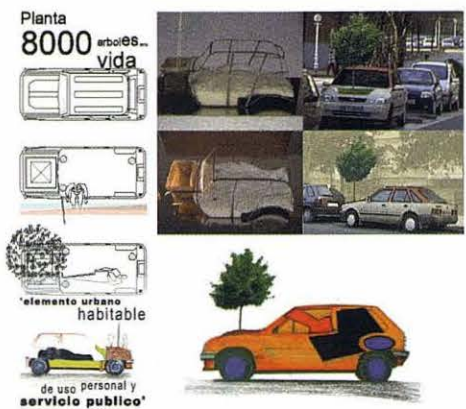 Planta
8000 arboles...
vida
"elemento urbano
habitable
de uso personal y
servicio publico"